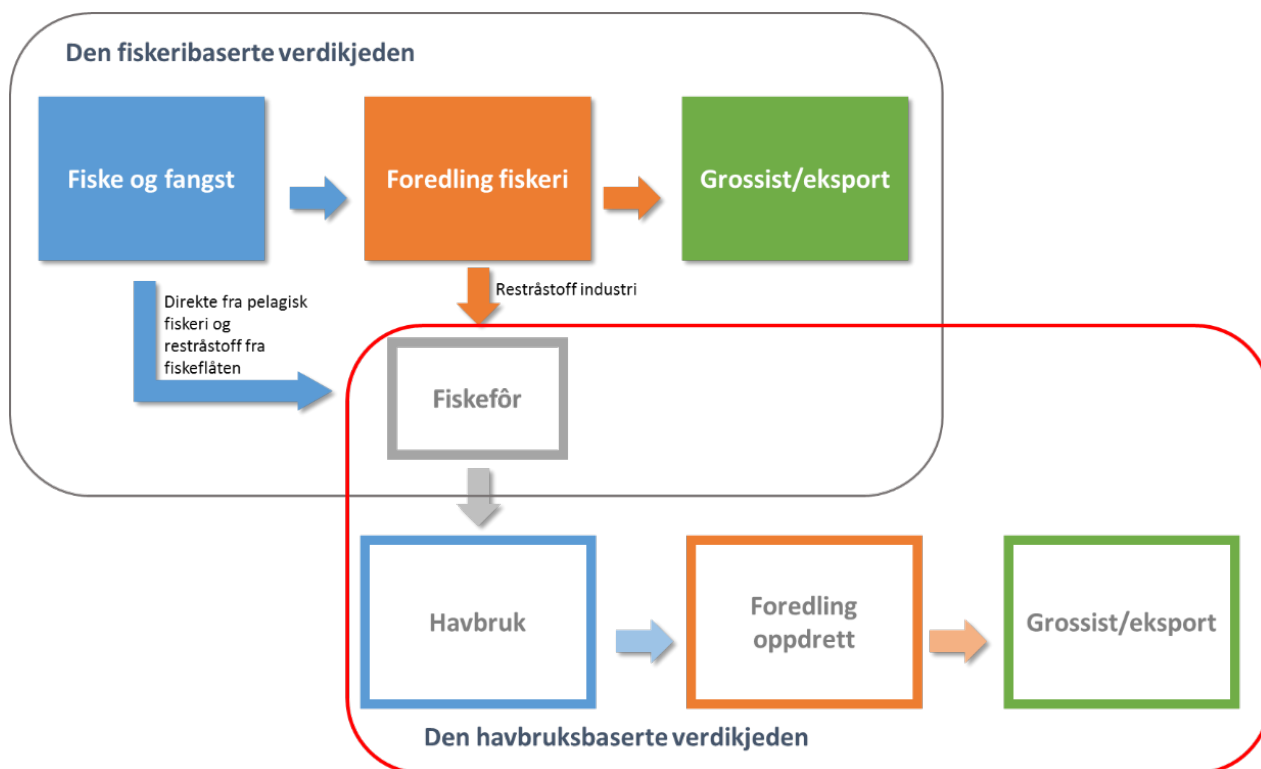 Den fiskeribaserte verdikjeden
Fiske og fangst
Foredling fiskeri
Grossist/eksport
Direkte fra pelagisk
fiskeri og
restråstoff fra
fiskeflåten
Restråstoff industri
Fiskefôr
Havbruk
Foredling
oppdrett
Grossist/eksport
Den havbruksbaserte verdikjeden